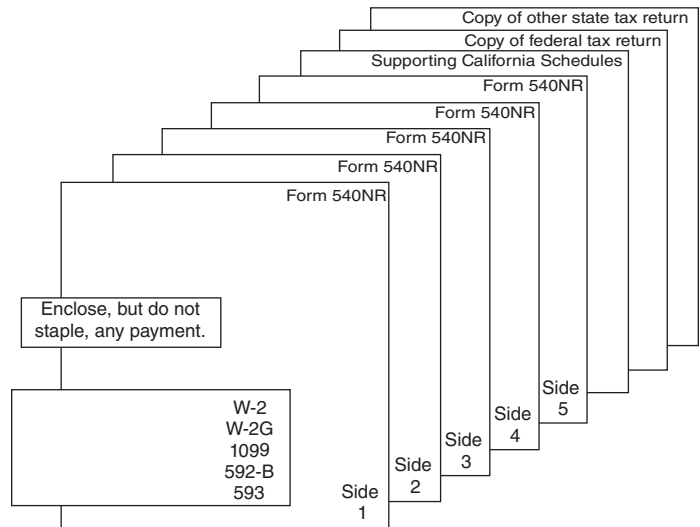 Copy of other state tax return
Copy of federal tax return
Supporting California Schedules
Form 540NR
Form 540NR
Form 540NR
Form 540NR
Form 540NR
Enclose, but do not
staple, any payment.
W-2
W-2G
1099
592-B
593
Side
1
Side
2
Side
3
Side
4
Side
5